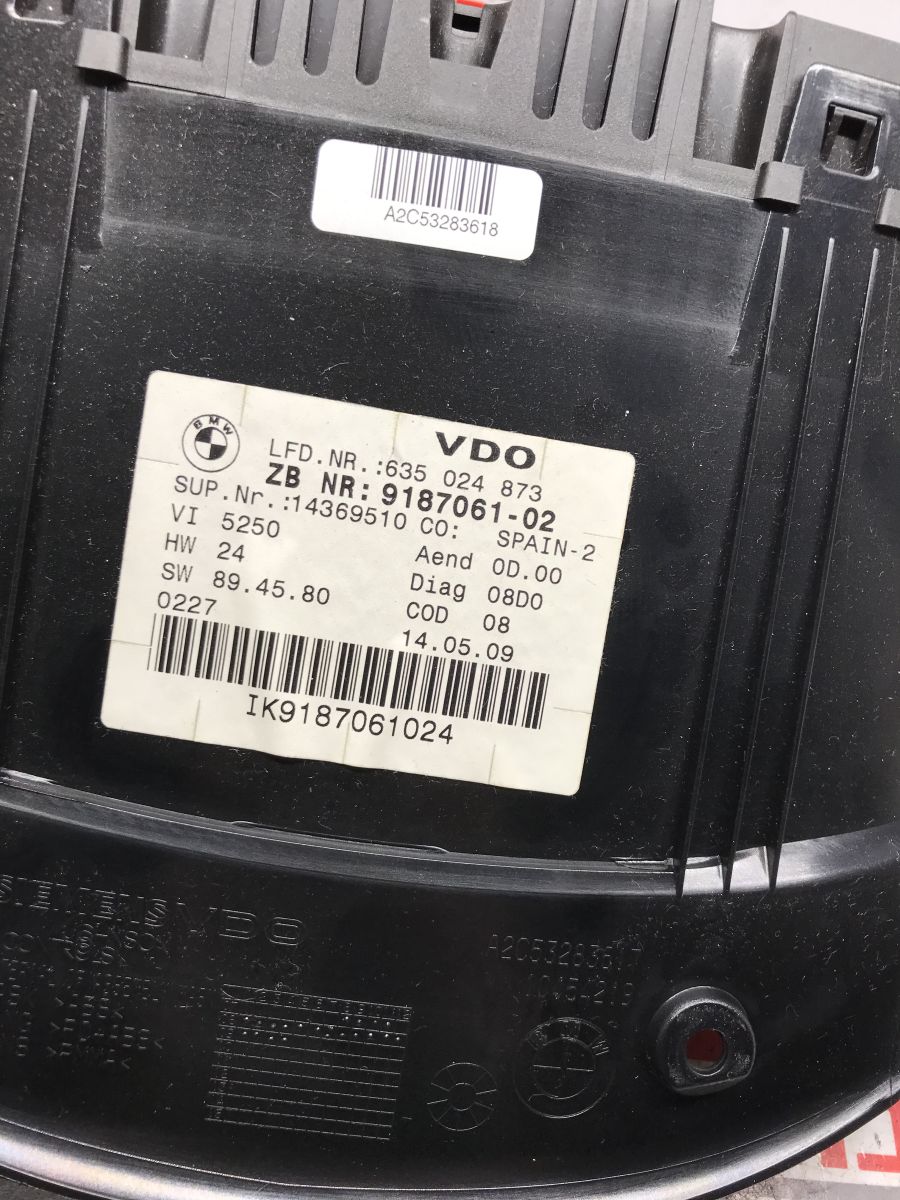 A2C53283618
BMW
VDO
LFD.NR.:635 024 873
ZB NR: 9187061-02
SUP.Nr.:14369510 CO: SPAIN-2
VI 5250 Aend 0D.00
HW 24 Diag 08D0
SW 89.45.80 COD 08
0227 14.05.09
IK9187061024
SIEMENS VDO
BMW